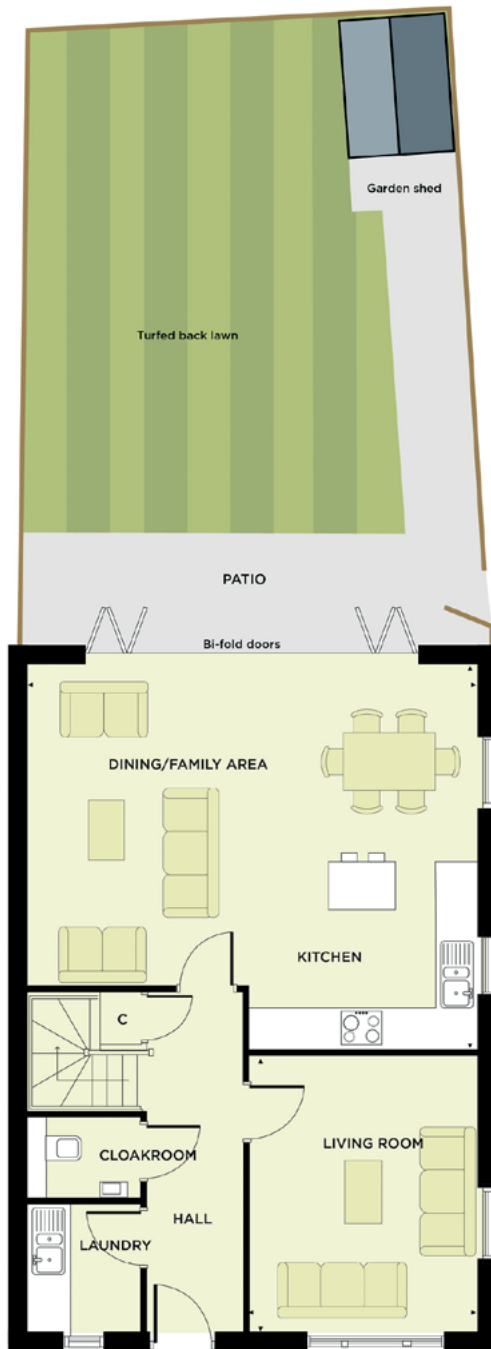 Garden shed
Turfed back lawn
PATIO
Bi-fold doors
DINING/FAMILY AREA
KITCHEN
C
CLOAKROOM
LIVING ROOM
HALL
LAUNDRY